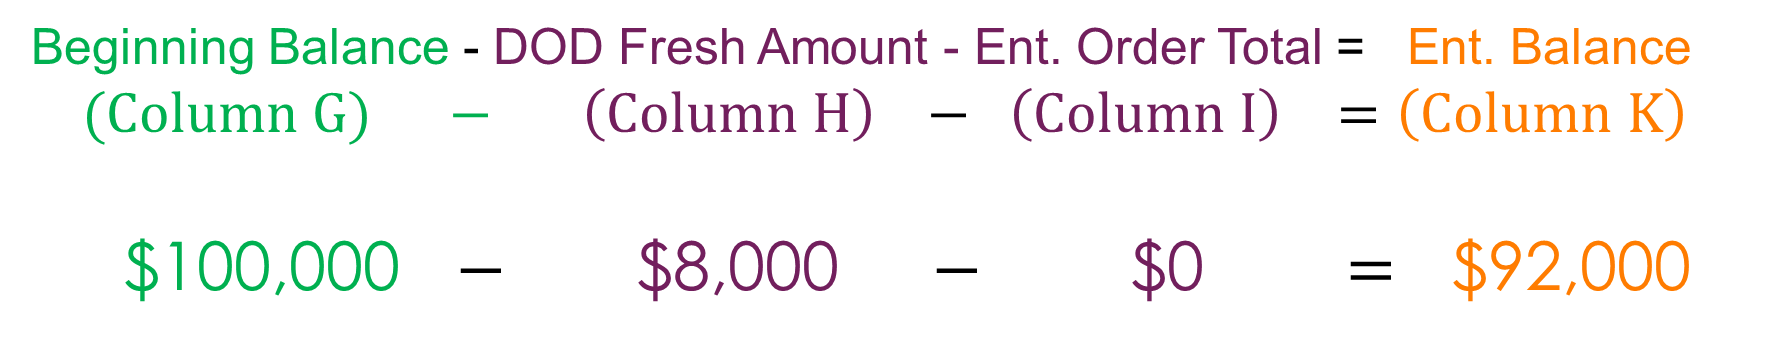 Beginning Balance - DOD Fresh Amount - Ent. Order Total = Ent. Balance
(Column G) − (Column H) − (Column I) = (Column K)
$100,000 − $8,000 − $0 = $92,000